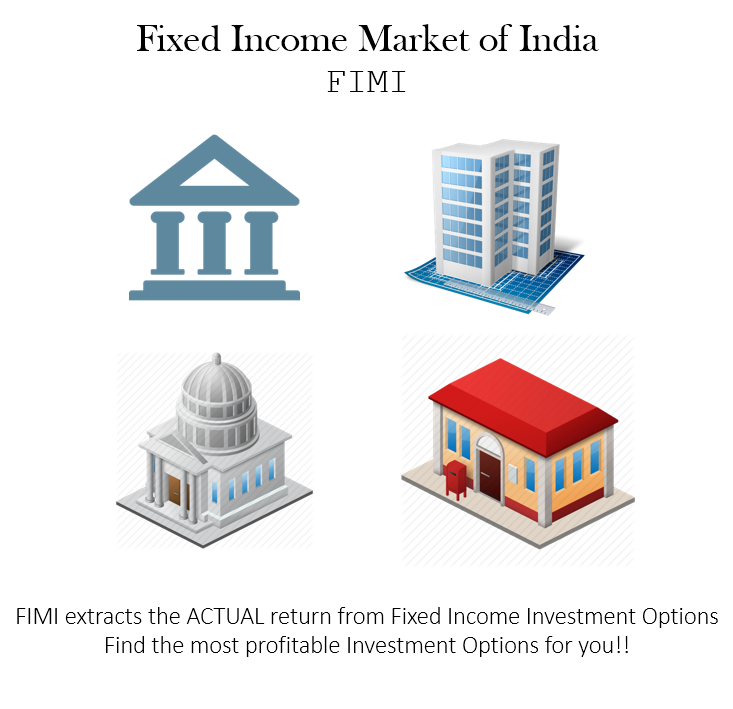 Fixed Income Market of India
FIMI
FIMI extracts the ACTUAL return from Fixed Income Investment Options
Find the most profitable Investment Options for you!!